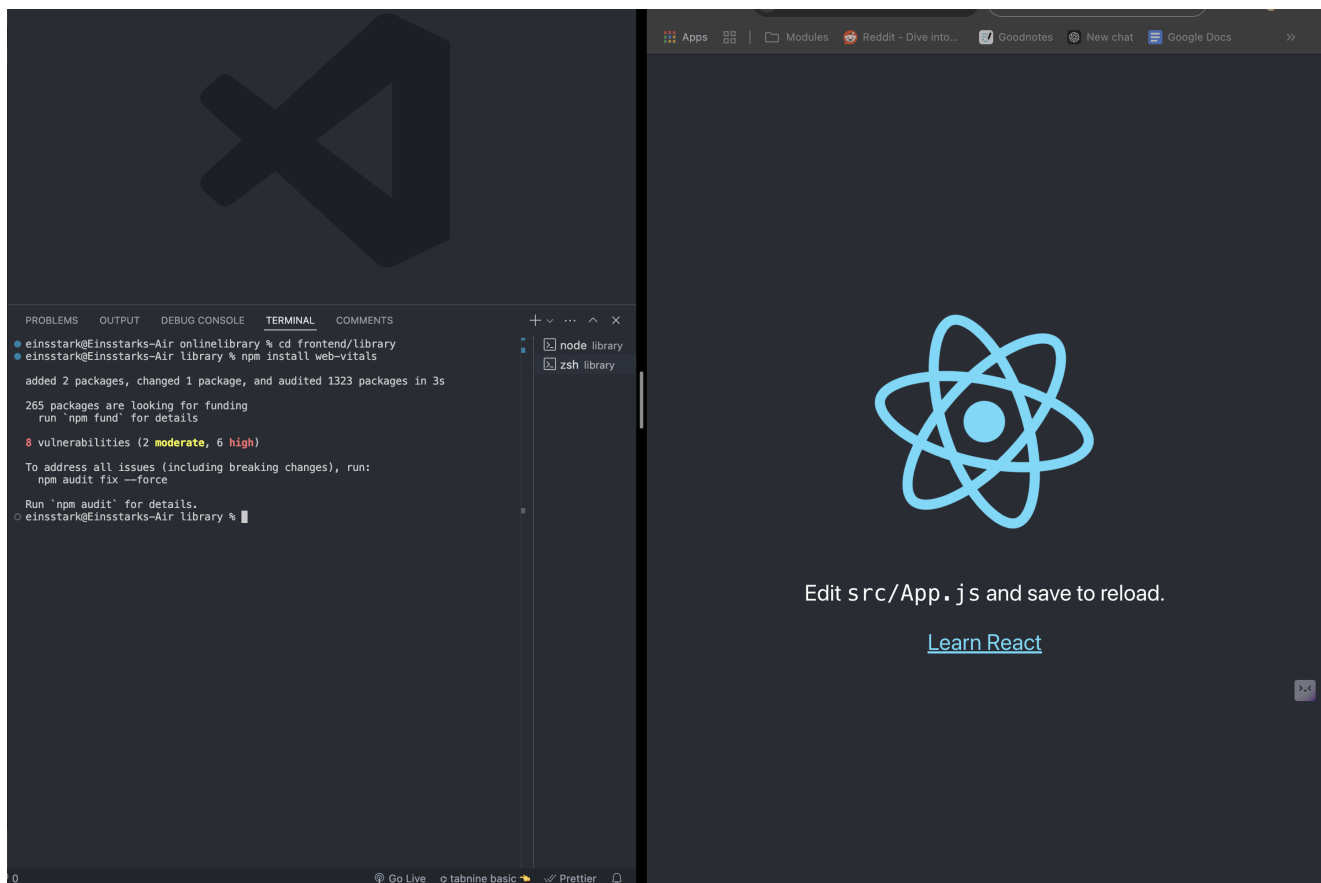 PROBLEMS OUTPUT DEBUG CONSOLE TERMINAL COMMENTS
einsstark@Einsstarks-Air onlinelibrary % cd frontend/library
einsstark@Einsstarks-Air library % npm install web-vitals
added 2 packages, changed 1 package, and audited 1323 packages in 3s
265 packages are looking for funding
run `npm fund` for details
8 vulnerabilities (2 moderate, 6 high)
To address all issues (including breaking changes), run:
npm audit fix --force
Run `npm audit` for details.
einsstark@Einsstarks-Air library %
node library
zsh library
0 Go Live tabnine basic Prettier
Apps Modules Reddit - Dive into... Goodnotes New chat Google Docs
Edit src/App.js and save to reload.
Learn React